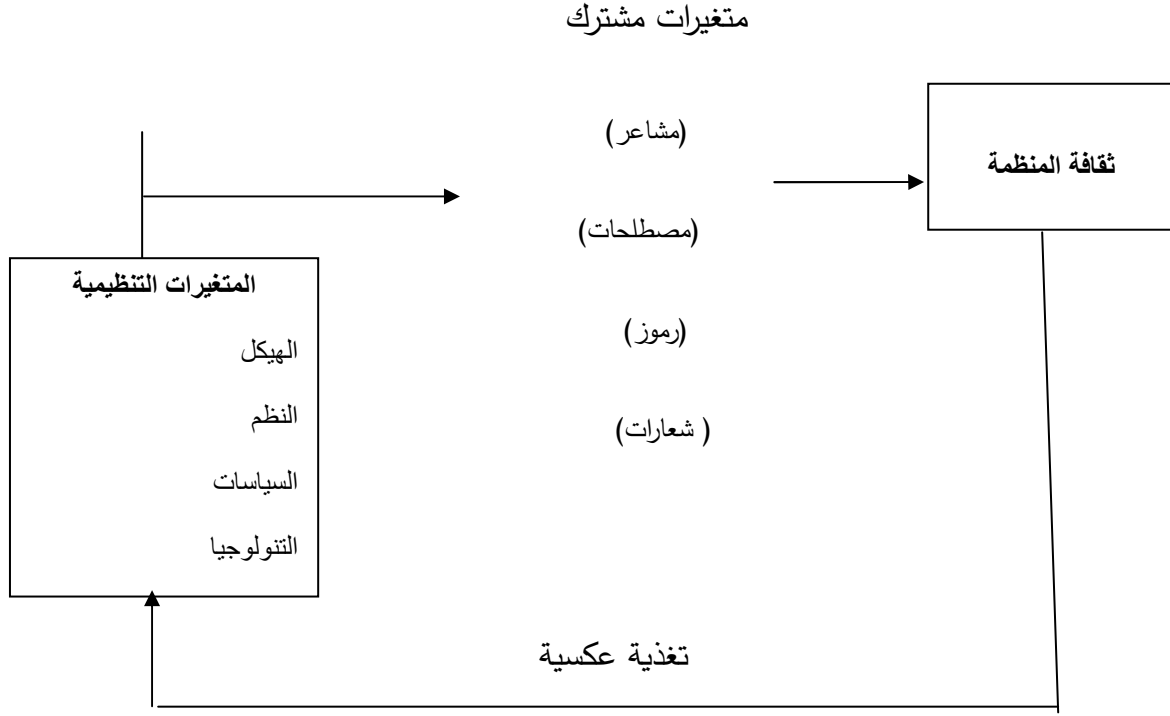 متغيرات مشترك
(مشاعر)
ثقافة المنظمة
(مصطلحات)
المتغيرات التنظيمية
الهيكل
(رموز)
النظم
( شعارات)
السياسات
التنولوجيا
تغذية عكسية